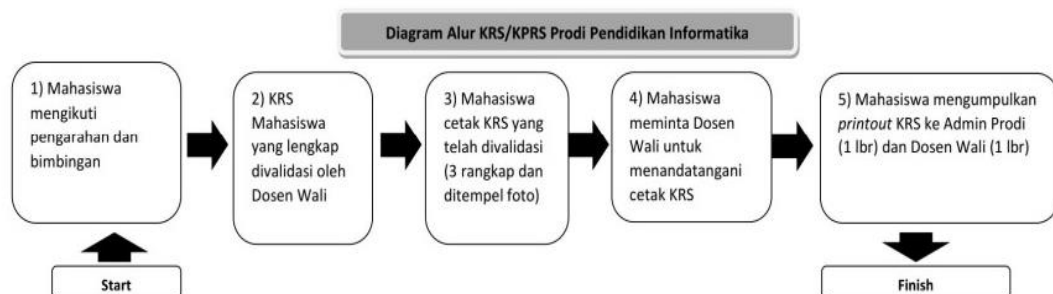 Diagram Alur KRS/KPRS Prodi Pendidikan Informatika
1) Mahasiswa
mengikuti
pengarahan dan
bimbingan
2) KRS
Mahasiswa
yang lengkap
divalidasi oleh
Dosen Wali
3) Mahasiswa
cetak KRS yang
telah divalidasi
(3 rangkap dan
ditempel foto)
4) Mahasiswa
meminta Dosen
Wali untuk
menandatangani
cetak KRS
5) Mahasiswa mengumpulkan
printout KRS ke Admin Prodi
(1 lbr) dan Dosen Wali (1 lbr)
Start
Finish